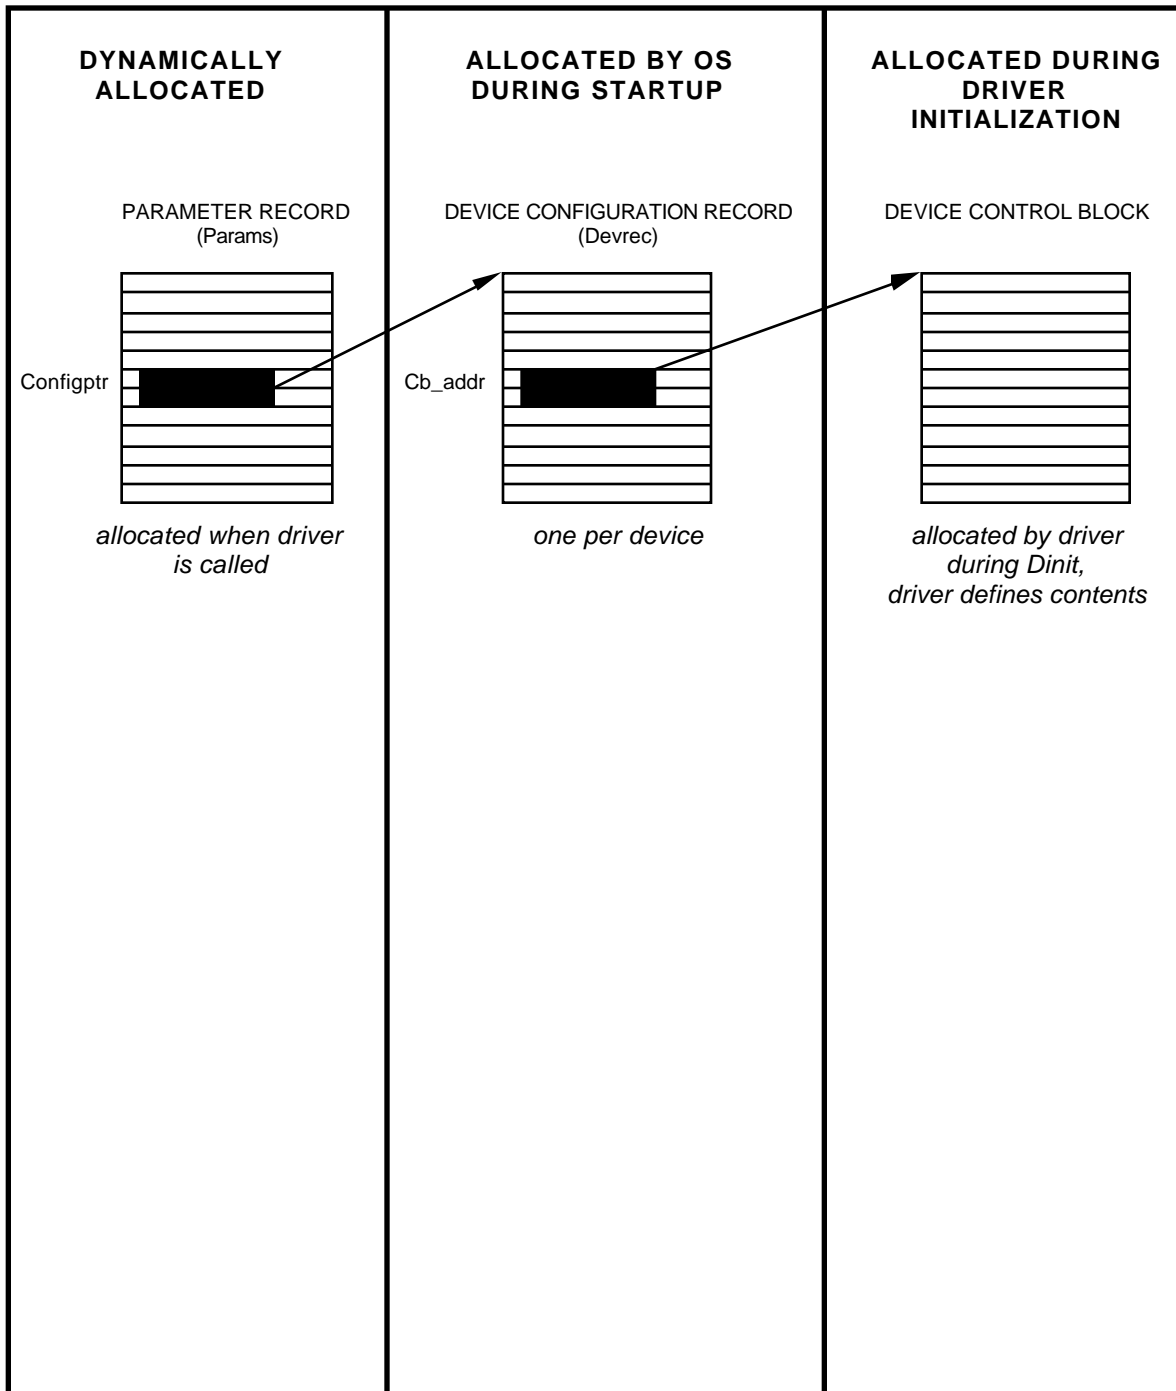 DYNAMICALLY
ALLOCATED
PARAMETER RECORD
(Params)
Configptr
allocated when driver
is called
ALLOCATED BY OS
DURING STARTUP
DEVICE CONFIGURATION RECORD
(Devrec)
Cb_addr
one per device
ALLOCATED DURING
DRIVER
INITIALIZATION
DEVICE CONTROL BLOCK
allocated by driver
during Dinit,
driver defines contents